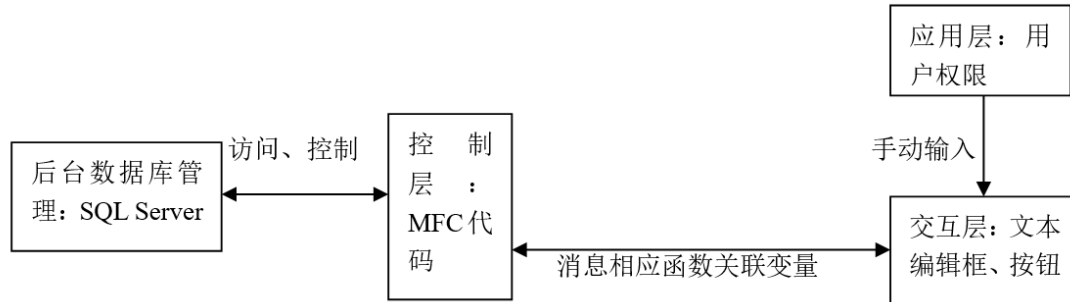 应用层：用
户权限
手动输入
访问、控制
后台数据库管
理：SQL Server
控制
层：
MFC代
码
消息相应函数关联变量
交互层：文本
编辑框、按钮